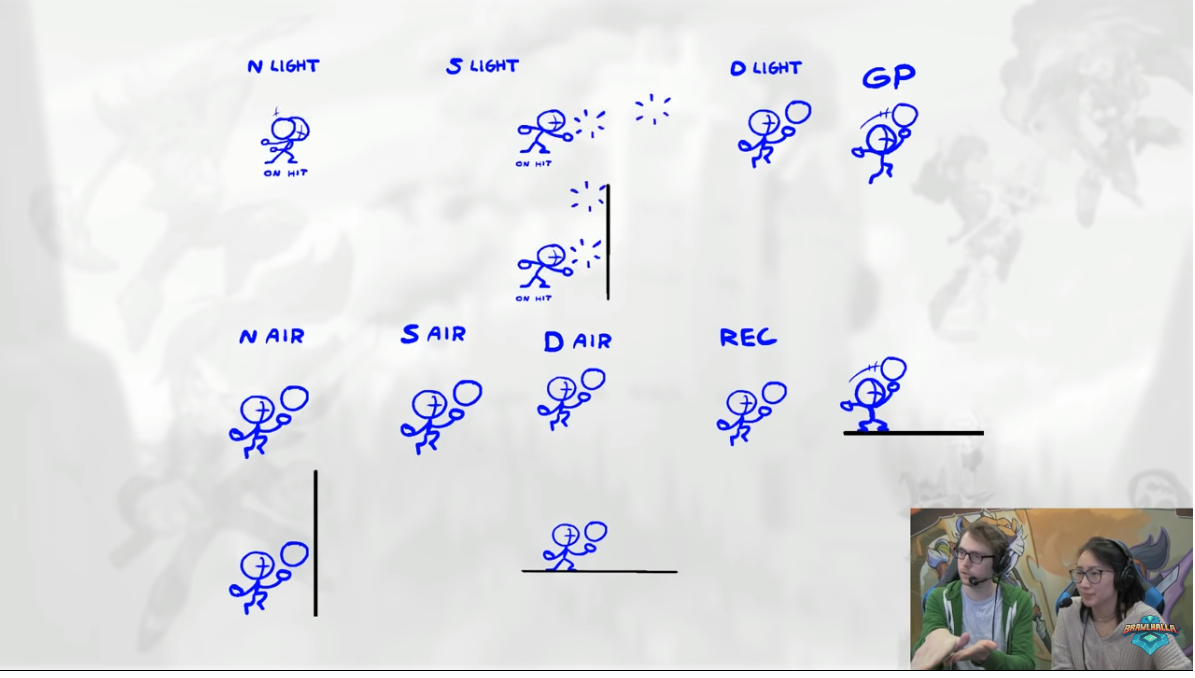 N LIGHT
S LIGHT
D LIGHT
GP
ON HIT
ON HIT
ON HIT
N AIR
S AIR
D AIR
REC
BRAWLHALLA